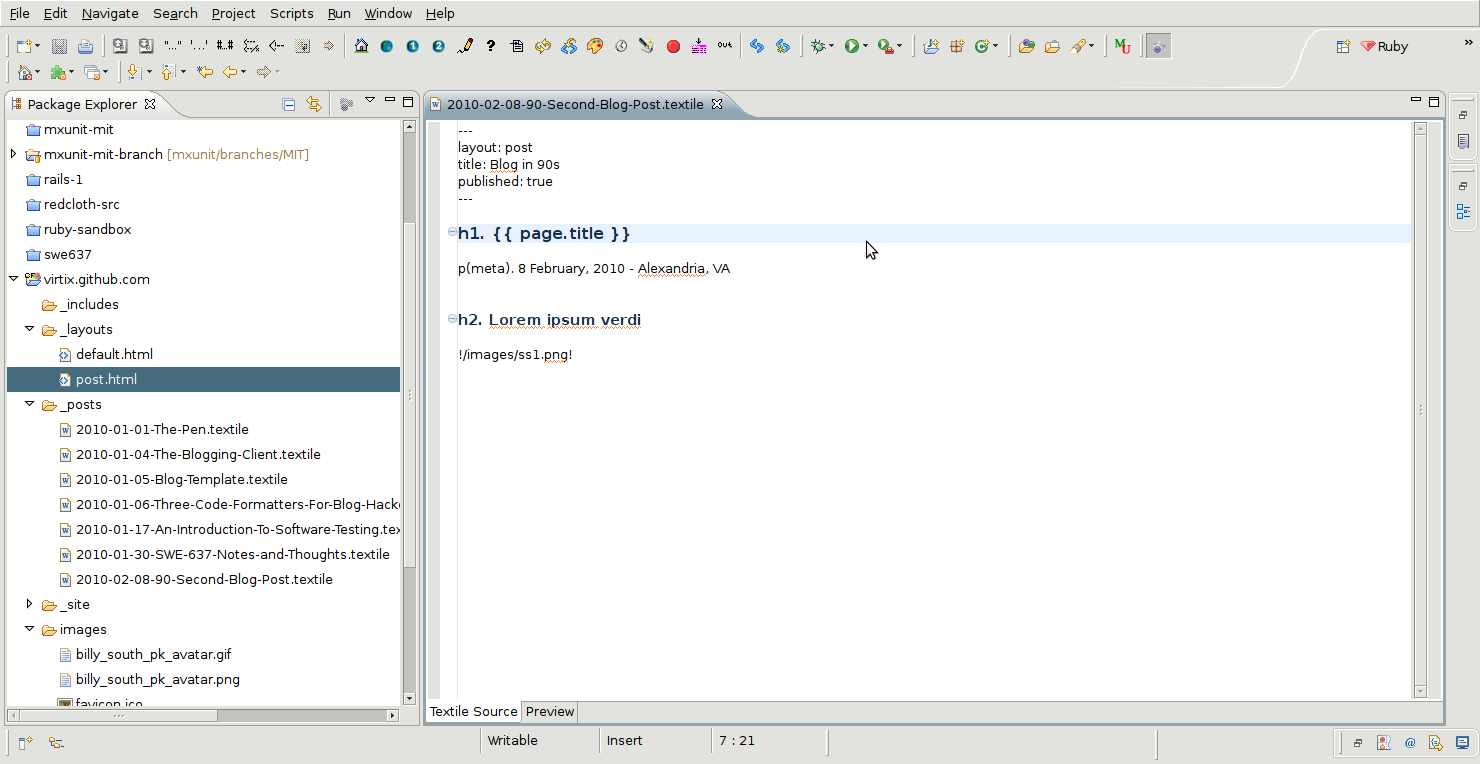 File Edit Navigate Search Project Scripts Run Window Help
".." '..' #..# <!-- ? out Mu Ruby »
Package Explorer
mxunit-mit
mxunit-mit-branch [mxunit/branches/MIT]
rails-1
redcloth-src
ruby-sandbox
swe637
virtix.github.com
_includes
_layouts
default.html
post.html
_posts
2010-01-01-The-Pen.textile
2010-01-04-The-Blogging-Client.textile
2010-01-05-Blog-Template.textile
2010-01-06-Three-Code-Formatters-For-Blog-Hack
2010-01-17-An-Introduction-To-Software-Testing.tex
2010-01-30-SWE-637-Notes-and-Thoughts.textile
2010-02-08-90-Second-Blog-Post.textile
_site
images
billy_south_pk_avatar.gif
billy_south_pk_avatar.png
favicon.ico
2010-02-08-90-Second-Blog-Post.textile
---
layout: post
title: Blog in 90s
published: true
---
h1. {{ page.title }}
p(meta). 8 February, 2010 - Alexandria, VA
h2. Lorem ipsum verdi
!/images/ss1.png!
Textile Source Preview
Writable Insert 7 : 21